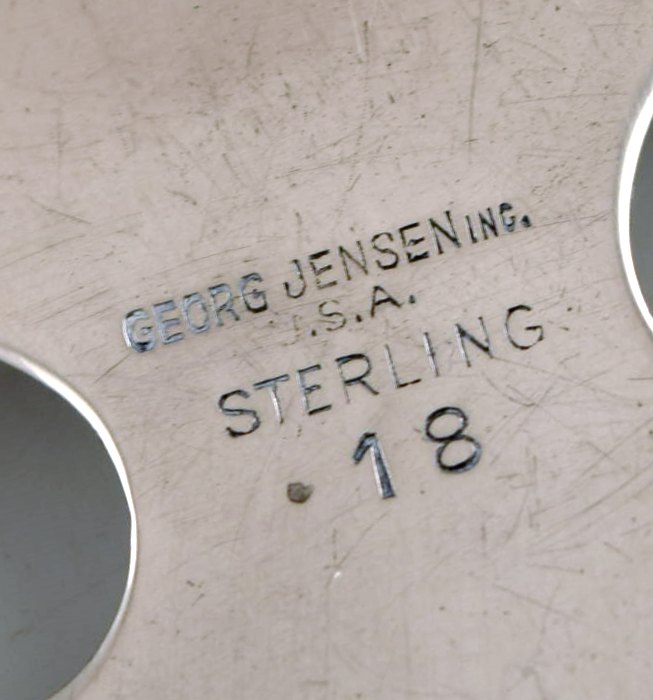 GEORG JENSEN INC.
U.S.A.
STERLING
18